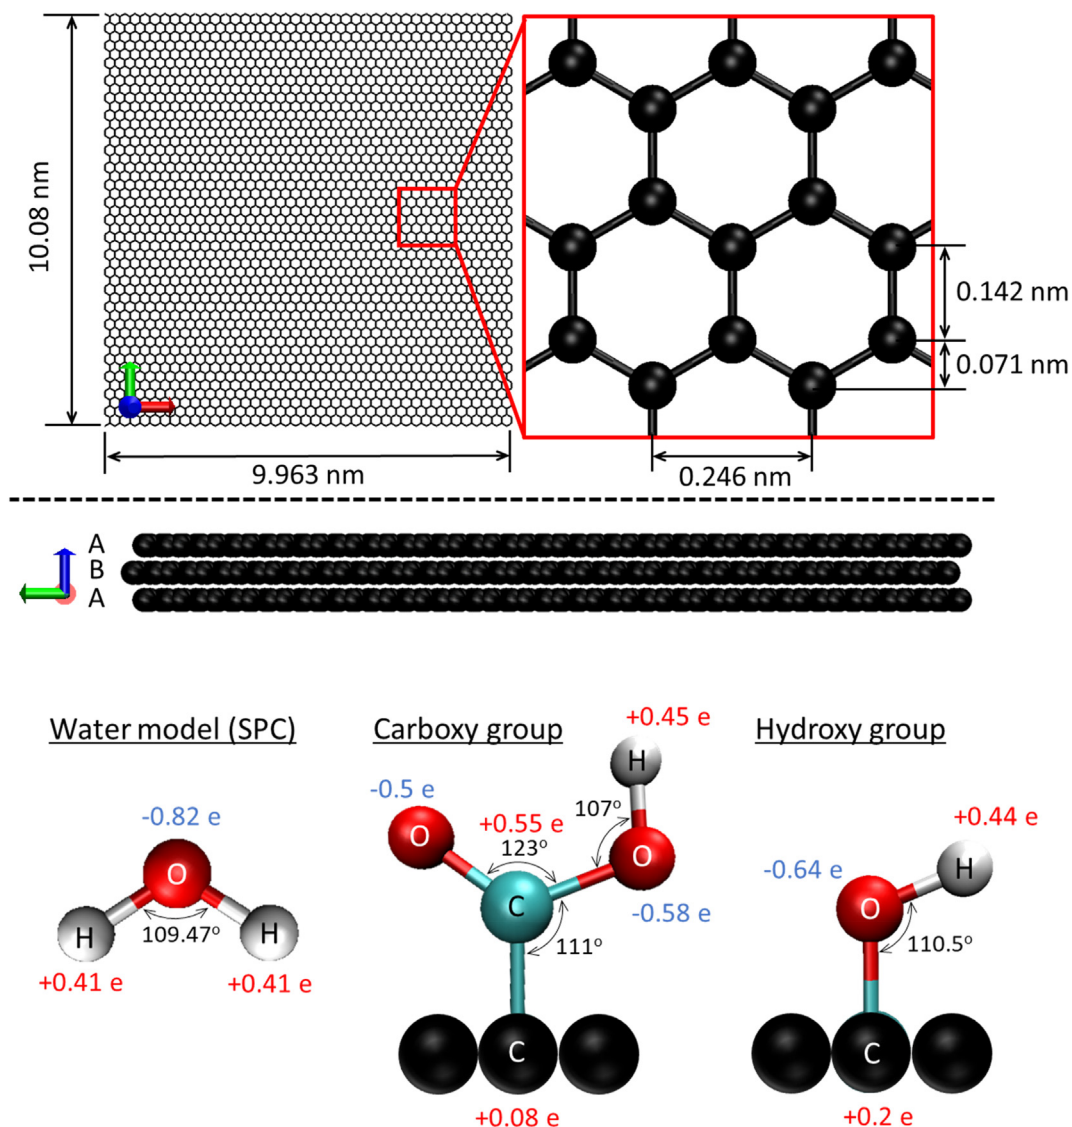 10.08 nm
9.963 nm
0.142 nm
0.071 nm
0.246 nm
A
B
A
Water model (SPC)
-0.82 e
O
H
H
109.47°
+0.41 e
+0.41 e
Carboxy group
+0.45 e
H
-0.5 e
+0.55 e
107°
O
123°
O
C
-0.58 e
111°
C
+0.08 e
Hydroxy group
+0.44 e
H
-0.64 e
O
110.5°
C
+0.2 e